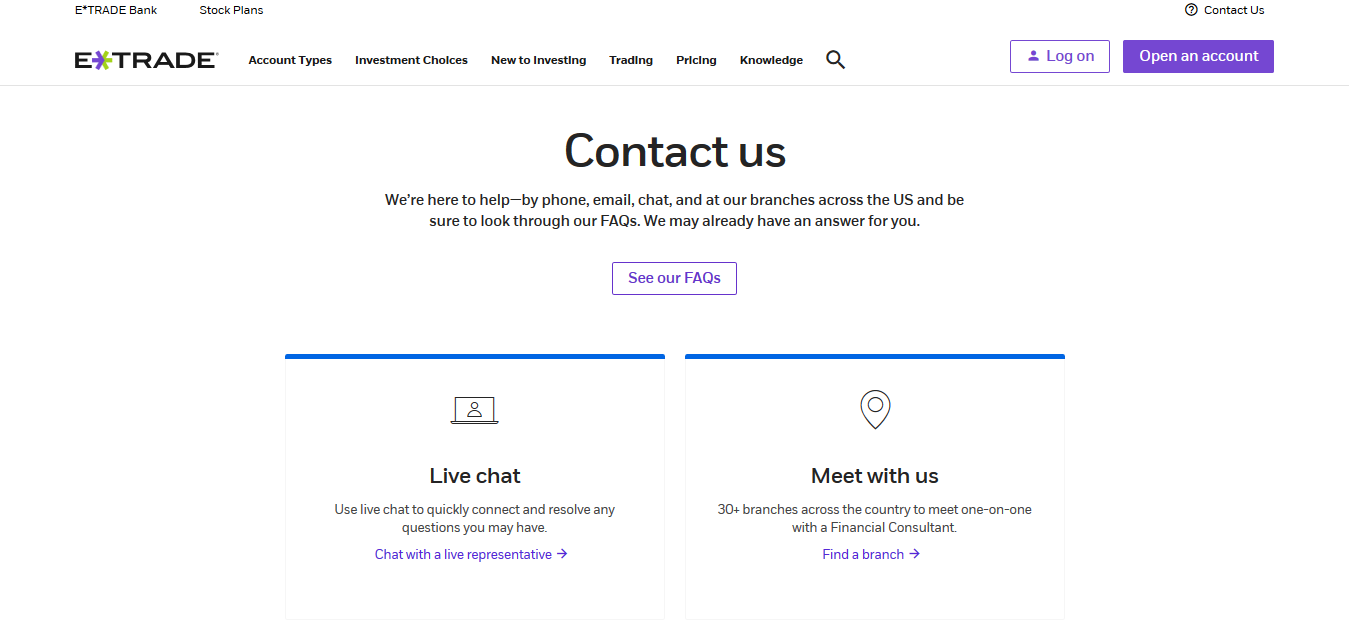 E*TRADE Bank
Stock Plans
Contact Us
E*TRADE
Account Types
Investment Choices
New to Investing
Trading
Pricing
Knowledge
Log on
Open an account
Contact us
We’re here to help—by phone, email, chat, and at our branches across the US and be
sure to look through our FAQs. We may already have an answer for you.
See our FAQs
Live chat
Use live chat to quickly connect and resolve any
questions you may have.
Chat with a live representative →
Meet with us
30+ branches across the country to meet one-on-one
with a Financial Consultant.
Find a branch →